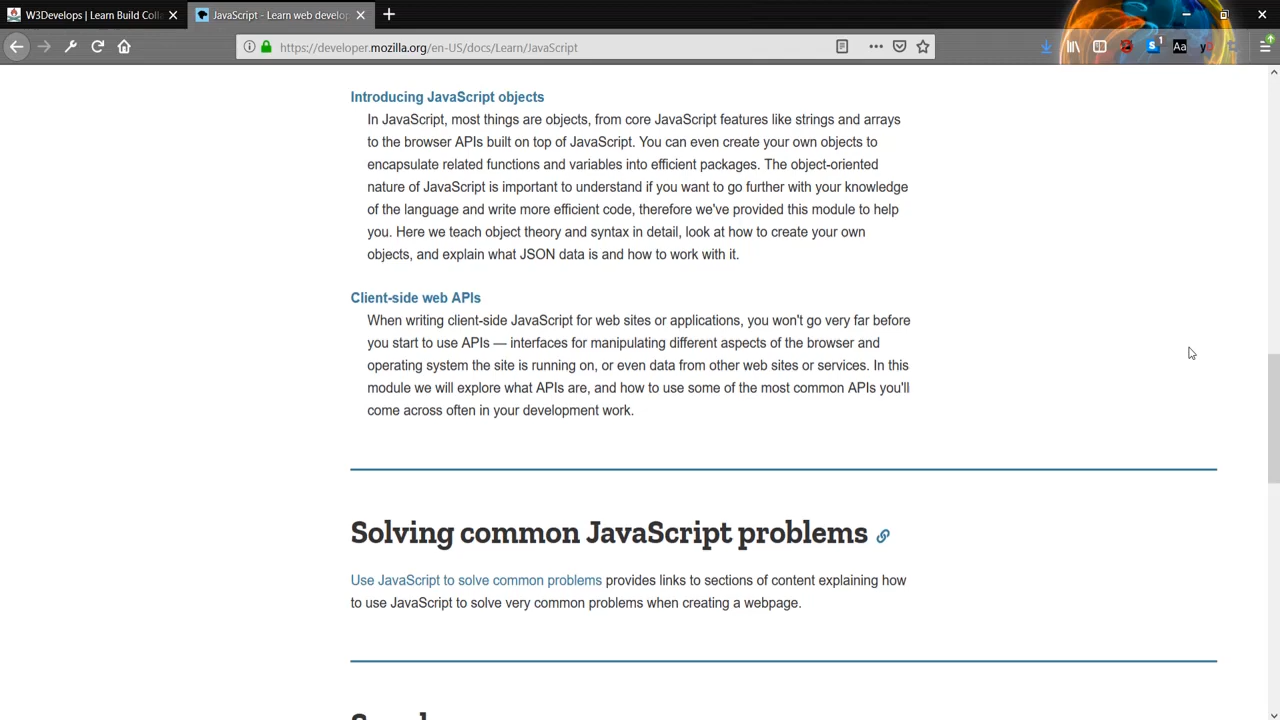 W3Develops | Learn Build Coll
JavaScript - Learn web develop
https://developer.mozilla.org/en-US/docs/Learn/JavaScript
1
Aa
Introducing JavaScript objects
In JavaScript, most things are objects, from core JavaScript features like strings and arrays
to the browser APIs built on top of JavaScript. You can even create your own objects to
encapsulate related functions and variables into efficient packages. The object-oriented
nature of JavaScript is important to understand if you want to go further with your knowledge
of the language and write more efficient code, therefore we've provided this module to help
you. Here we teach object theory and syntax in detail, look at how to create your own
objects, and explain what JSON data is and how to work with it.
Client-side web APIs
When writing client-side JavaScript for web sites or applications, you won't go very far before
you start to use APIs — interfaces for manipulating different aspects of the browser and
operating system the site is running on, or even data from other web sites or services. In this
module we will explore what APIs are, and how to use some of the most common APIs you'll
come across often in your development work.
Solving common JavaScript problems
Use JavaScript to solve common problems provides links to sections of content explaining how
to use JavaScript to solve very common problems when creating a webpage.